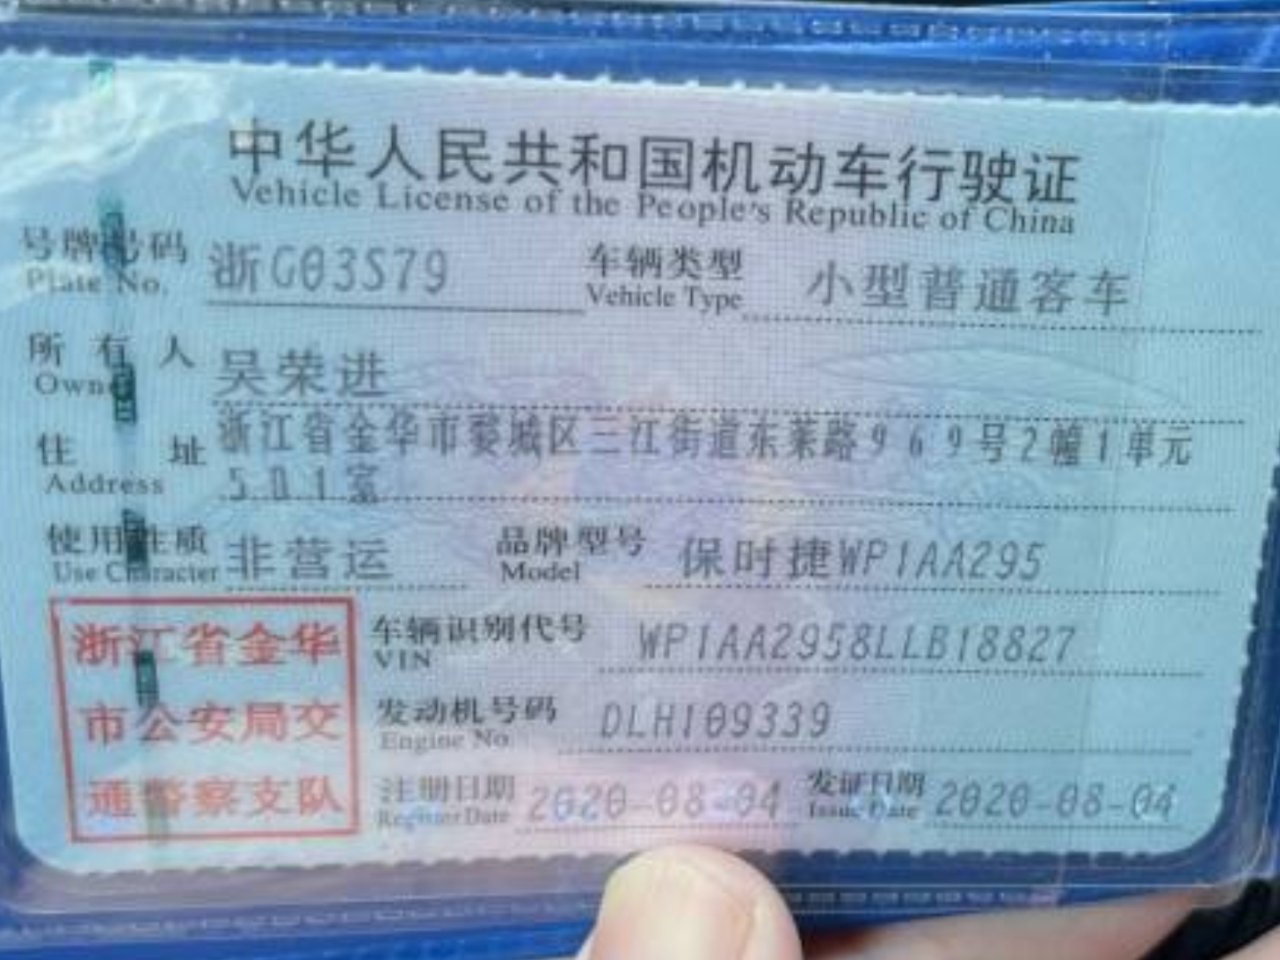 中华人民共和国机动车行驶证
Vehicle License of the People's Republic of China
号牌号码 浙G03S79 车辆类型 小型普通客车
Plate No. Vehicle Type
所有人 吴荣进
Owner
住址 浙江省金华市婺城区三江街道东莱路969号2幢1单元
Address 501室
使用性质 非营运 品牌型号 保时捷WP1AA295
Use Character Model
浙江省金华
市公安局交
通警察支队
车辆识别代号 WP1AA2958LLB18827
VIN
发动机号码 DLH109339
Engine No.
注册日期 2020-08-04 发证日期 2020-08-04
Register Date Issue Date